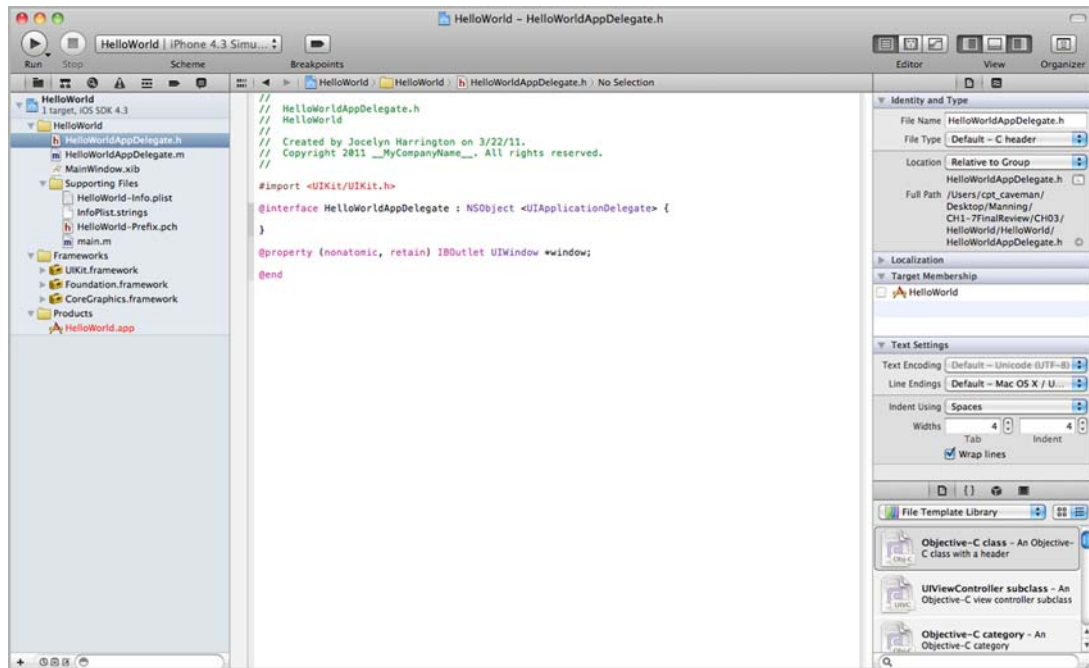 HelloWorld – HelloWorldAppDelegate.h
HelloWorld | iPhone 4.3 Simu...
Run Stop Scheme Breakpoints Editor View Organizer
HelloWorld
1 target, iOS SDK 4.3
HelloWorld
HelloWorldAppDelegate.h
HelloWorldAppDelegate.m
MainWindow.xib
Supporting Files
HelloWorld-Info.plist
InfoPlist.strings
HelloWorld-Prefix.pch
main.m
Frameworks
UIKit.framework
Foundation.framework
CoreGraphics.framework
Products
HelloWorld.app
HelloWorld HelloWorld HelloWorldAppDelegate.h No Selection
//
// HelloWorldAppDelegate.h
// HelloWorld
//
// Created by Jocelyn Harrington on 3/22/11.
// Copyright 2011 __MyCompanyName__. All rights reserved.
//
#import <UIKit/UIKit.h>
@interface HelloWorldAppDelegate : NSObject <UIApplicationDelegate> {
}
@property (nonatomic, retain) IBOutlet UIWindow *window;
@end
Identity and Type
File Name HelloWorldAppDelegate.h
File Type Default – C header
Location Relative to Group
HelloWorldAppDelegate.h
Full Path /Users/cpt_caveman/
Desktop/Manning/
CH1-7FinalReview/CH03/
HelloWorld/HelloWorld/
HelloWorldAppDelegate.h
Localization
Target Membership
HelloWorld
Text Settings
Text Encoding Default – Unicode (UTF-8)
Line Endings Default – Mac OS X / U...
Indent Using Spaces
Widths 4 4
Tab Indent
Wrap lines
{}
File Template Library
Objective-C class – An Objective-
C class with a header
UIViewController subclass – An
Objective-C view controller subclass
Objective-C category – An
Objective-C category